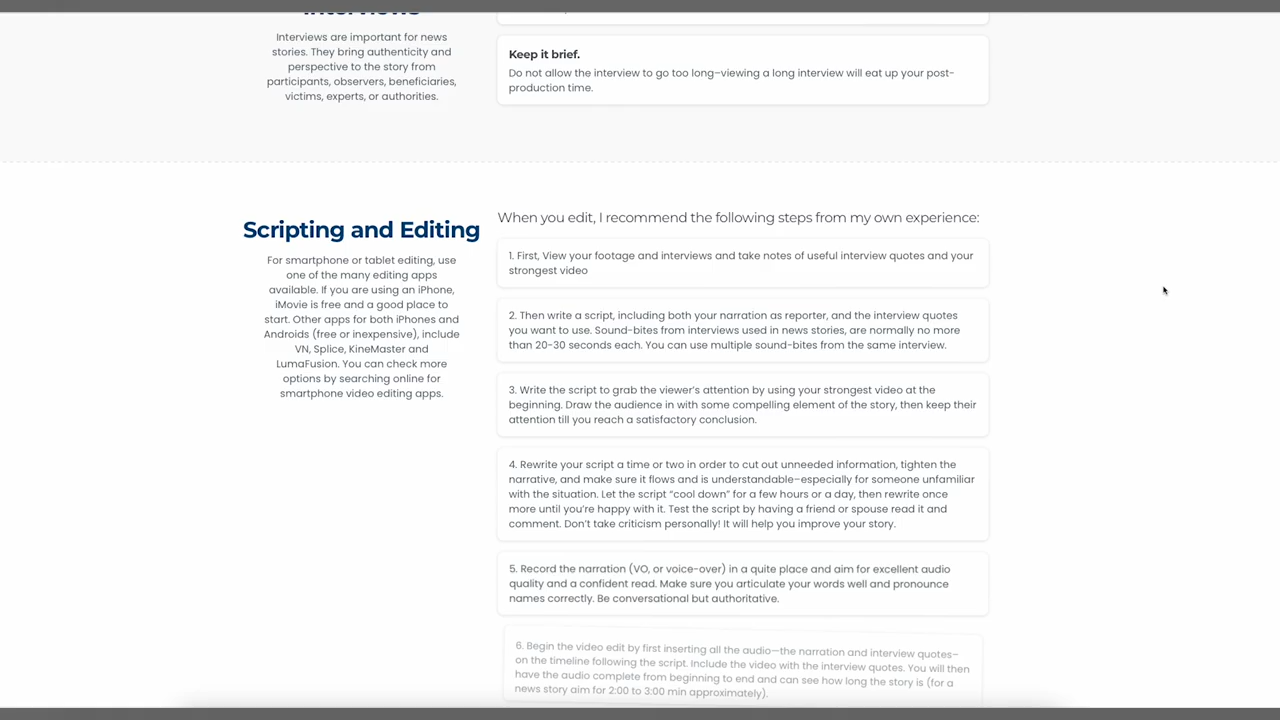 Interviews
Interviews are important for news
stories. They bring authenticity and
perspective to the story from
participants, observers, beneficiaries,
victims, experts, or authorities.
Keep it brief.
Do not allow the interview to go too long–viewing a long interview will eat up your post-
production time.
Scripting and Editing
For smartphone or tablet editing, use
one of the many editing apps
available. If you are using an iPhone,
iMovie is free and a good place to
start. Other apps for both iPhones and
Androids (free or inexpensive), include
VN, Splice, KineMaster and
LumaFusion. You can check more
options by searching online for
smartphone video editing apps.
When you edit, I recommend the following steps from my own experience:
1. First, View your footage and interviews and take notes of useful interview quotes and your
strongest video
2. Then write a script, including both your narration as reporter, and the interview quotes
you want to use. Sound-bites from interviews used in news stories, are normally no more
than 20-30 seconds each. You can use multiple sound-bites from the same interview.
3. Write the script to grab the viewer’s attention by using your strongest video at the
beginning. Draw the audience in with some compelling element of the story, then keep their
attention till you reach a satisfactory conclusion.
4. Rewrite your script a time or two in order to cut out unneeded information, tighten the
narrative, and make sure it flows and is understandable–especially for someone unfamiliar
with the situation. Let the script “cool down” for a few hours or a day, then rewrite once
more until you’re happy with it. Test the script by having a friend or spouse read it and
comment. Don’t take criticism personally! It will help you improve your story.
5. Record the narration (VO, or voice-over) in a quite place and aim for excellent audio
quality and a confident read. Make sure you articulate your words well and pronounce
names correctly. Be conversational but authoritative.
6. Begin the video edit by first inserting all the audio—the narration and interview quotes–
on the timeline following the script. Include the video with the interview quotes. You will then
have the audio complete from beginning to end and can see how long the story is (for a
news story aim for 2:00 to 3:00 min approximately).